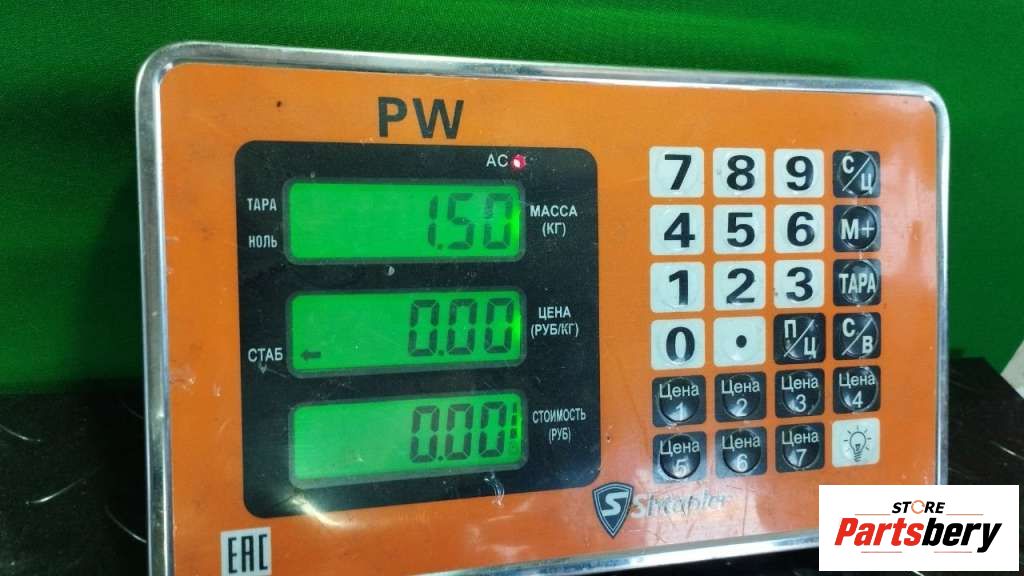 PW
AC
ТАРА
НОЛЬ
1.50
МАССА
(КГ)
СТАБ
0.00
ЦЕНА
(РУБ/КГ)
0.00
СТОИМОСТЬ
(РУБ)
7 8 9 С/Ц
4 5 6 М+
1 2 3 ТАРА
0 . П/Ц С/В
Цена 1 Цена 2 Цена 3 Цена 4
Цена 5 Цена 6 Цена 7
S
EAC
STORE
Partsbery